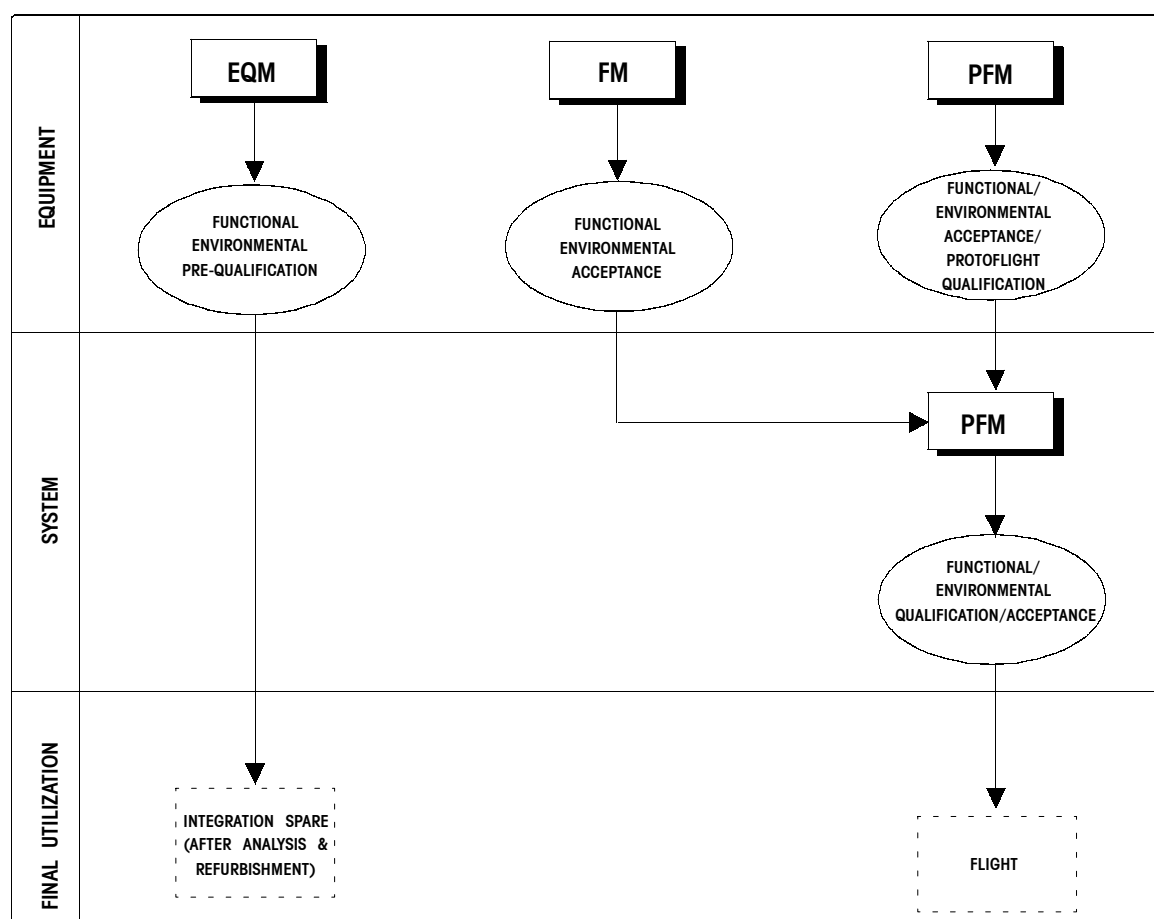 EQUIPMENT
EQM
FM
PFM
FUNCTIONAL
ENVIRONMENTAL
PRE-QUALIFICATION
FUNCTIONAL
ENVIRONMENTAL
ACCEPTANCE
FUNCTIONAL/
ENVIRONMENTAL
ACCEPTANCE/
PROTOFLIGHT
QUALIFICATION
SYSTEM
PFM
FUNCTIONAL/
ENVIRONMENTAL
QUALIFICATION/ACCEPTANCE
FINAL UTILIZATION
INTEGRATION SPARE
(AFTER ANALYSIS &
REFURBISHMENT)
FLIGHT